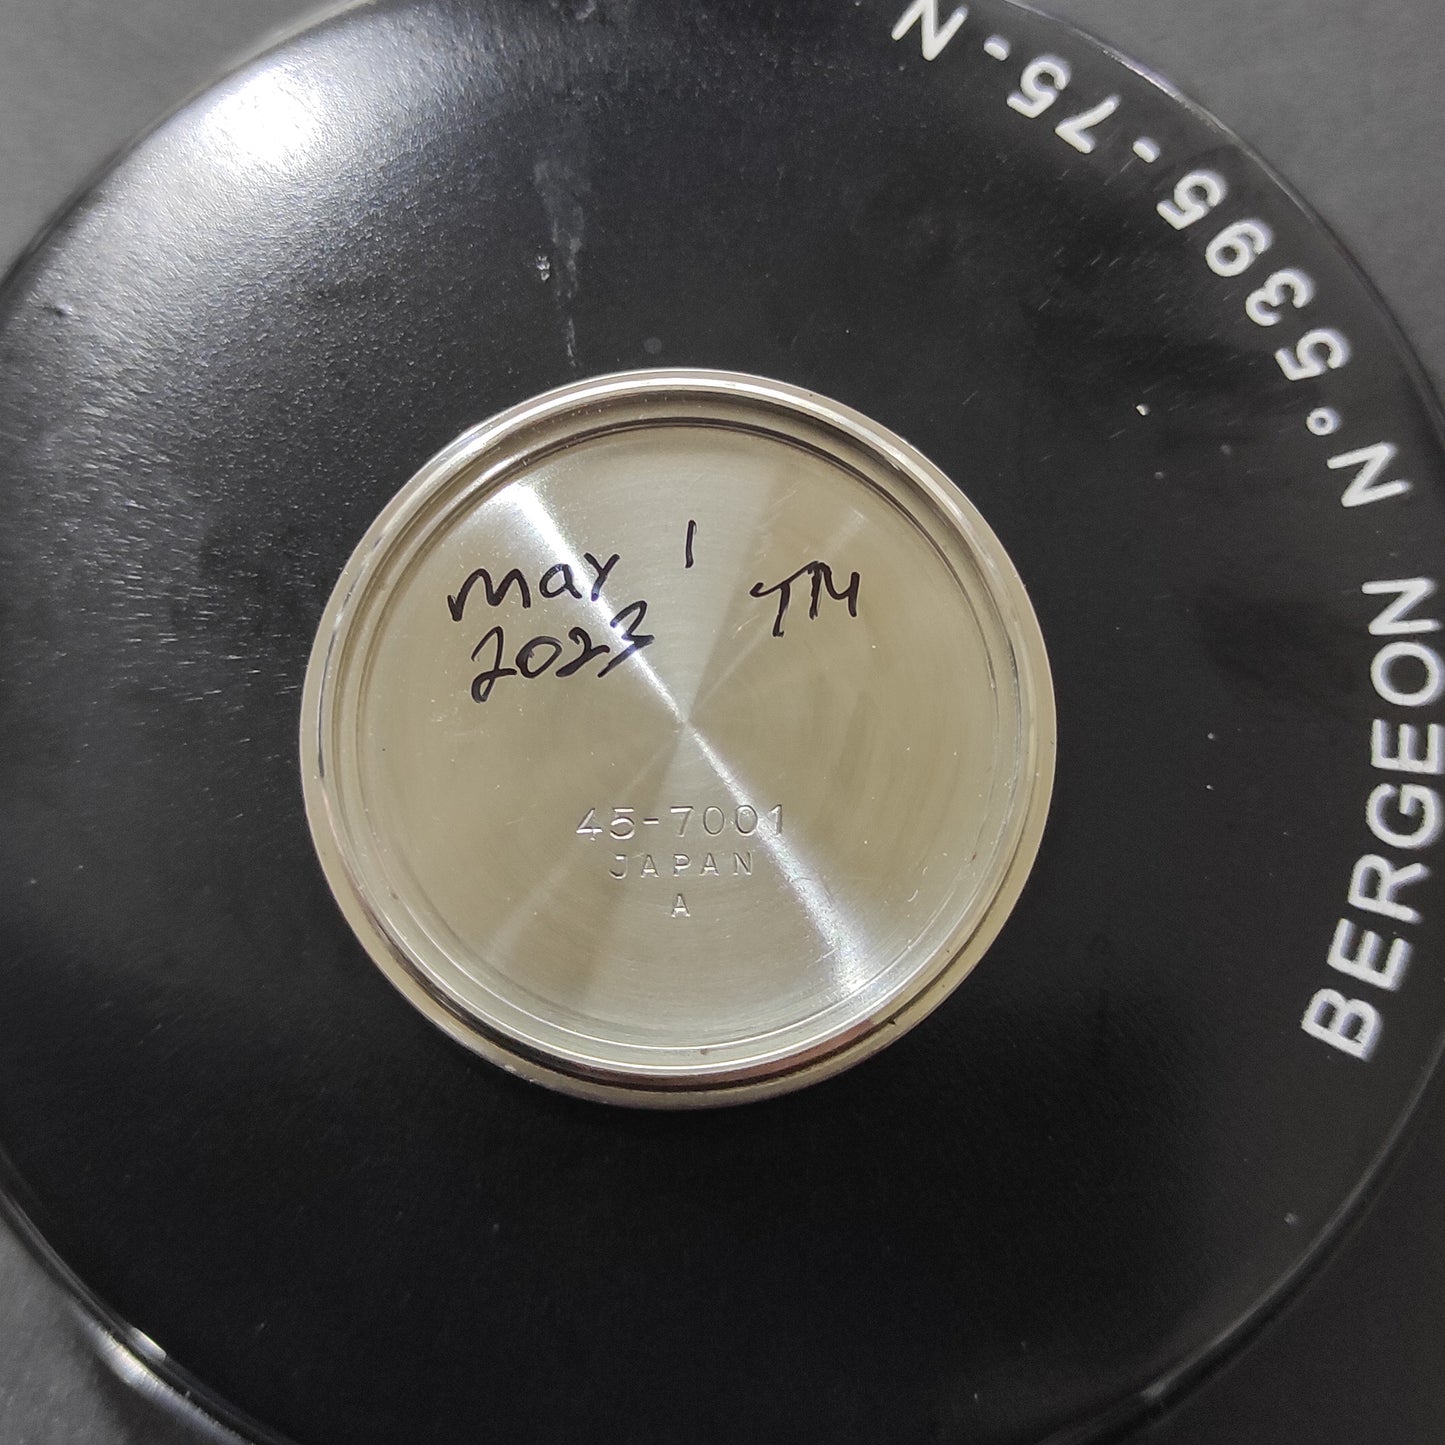 BERGEON N° 5395-75-N
May 1
2023 TM
45-7001
JAPAN
A